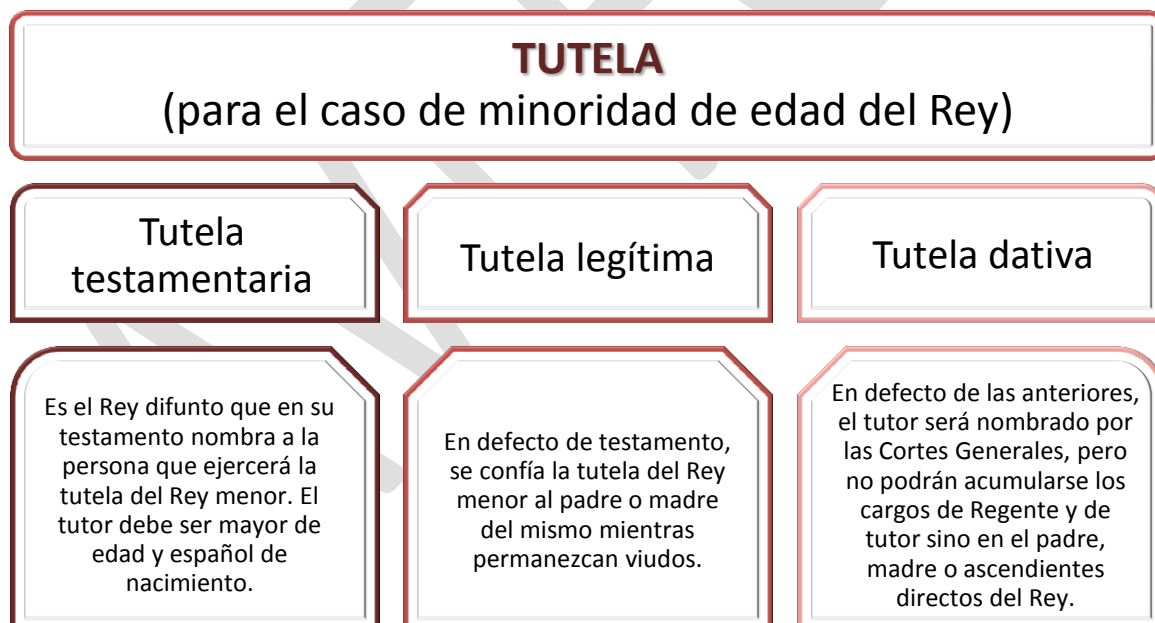 TUTELA
(para el caso de minoridad de edad del Rey)
Tutela
testamentaria
Tutela legítima
Tutela dativa
Es el Rey difunto que en su
testamento nombra a la
persona que ejercerá la
tutela del Rey menor. El
tutor debe ser mayor de
edad y español de
nacimiento.
En defecto de testamento,
se confía la tutela del Rey
menor al padre o madre
del mismo mientras
permanezcan viudos.
En defecto de las anteriores,
el tutor será nombrado por
las Cortes Generales, pero
no podrán acumularse los
cargos de Regente y de
tutor sino en el padre,
madre o ascendientes
directos del Rey.